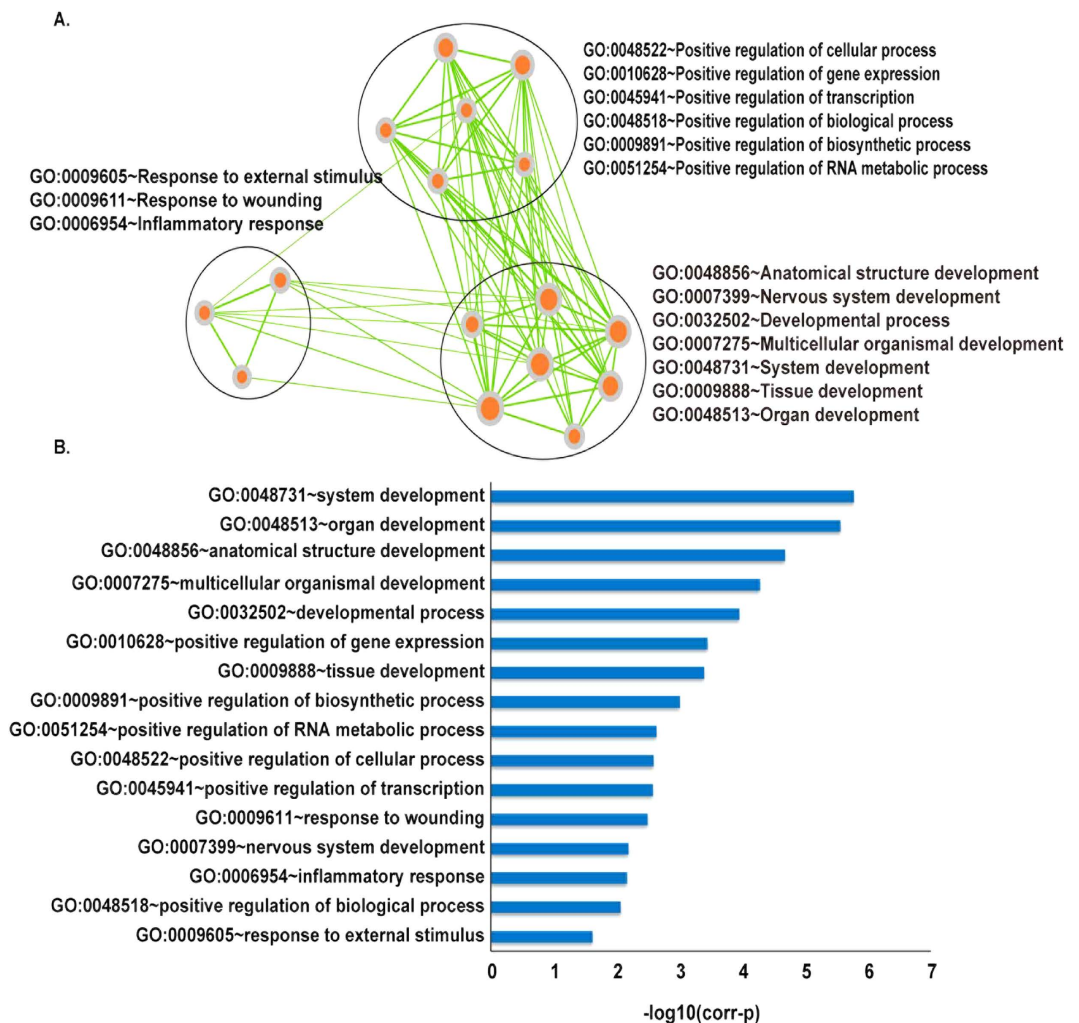 A.
GO:0048522~Positive regulation of cellular process
GO:0010628~Positive regulation of gene expression
GO:0045941~Positive regulation of transcription
GO:0048518~Positive regulation of biological process
GO:0009891~Positive regulation of biosynthetic process
GO:0051254~Positive regulation of RNA metabolic process
GO:0009605~Response to external stimulus
GO:0009611~Response to wounding
GO:0006954~Inflammatory response
GO:0048856~Anatomical structure development
GO:0007399~Nervous system development
GO:0032502~Developmental process
GO:0007275~Multicellular organismal development
GO:0048731~System development
GO:0009888~Tissue development
GO:0048513~Organ development
B.
GO:0048731~system development
GO:0048513~organ development
GO:0048856~anatomical structure development
GO:0007275~multicellular organismal development
GO:0032502~developmental process
GO:0010628~positive regulation of gene expression
GO:0009888~tissue development
GO:0009891~positive regulation of biosynthetic process
GO:0051254~positive regulation of RNA metabolic process
GO:0048522~positive regulation of cellular process
GO:0045941~positive regulation of transcription
GO:0009611~response to wounding
GO:0007399~nervous system development
GO:0006954~inflammatory response
GO:0048518~positive regulation of biological process
GO:0009605~response to external stimulus
0 1 2 3 4 5 6 7
-log10(corr-p)